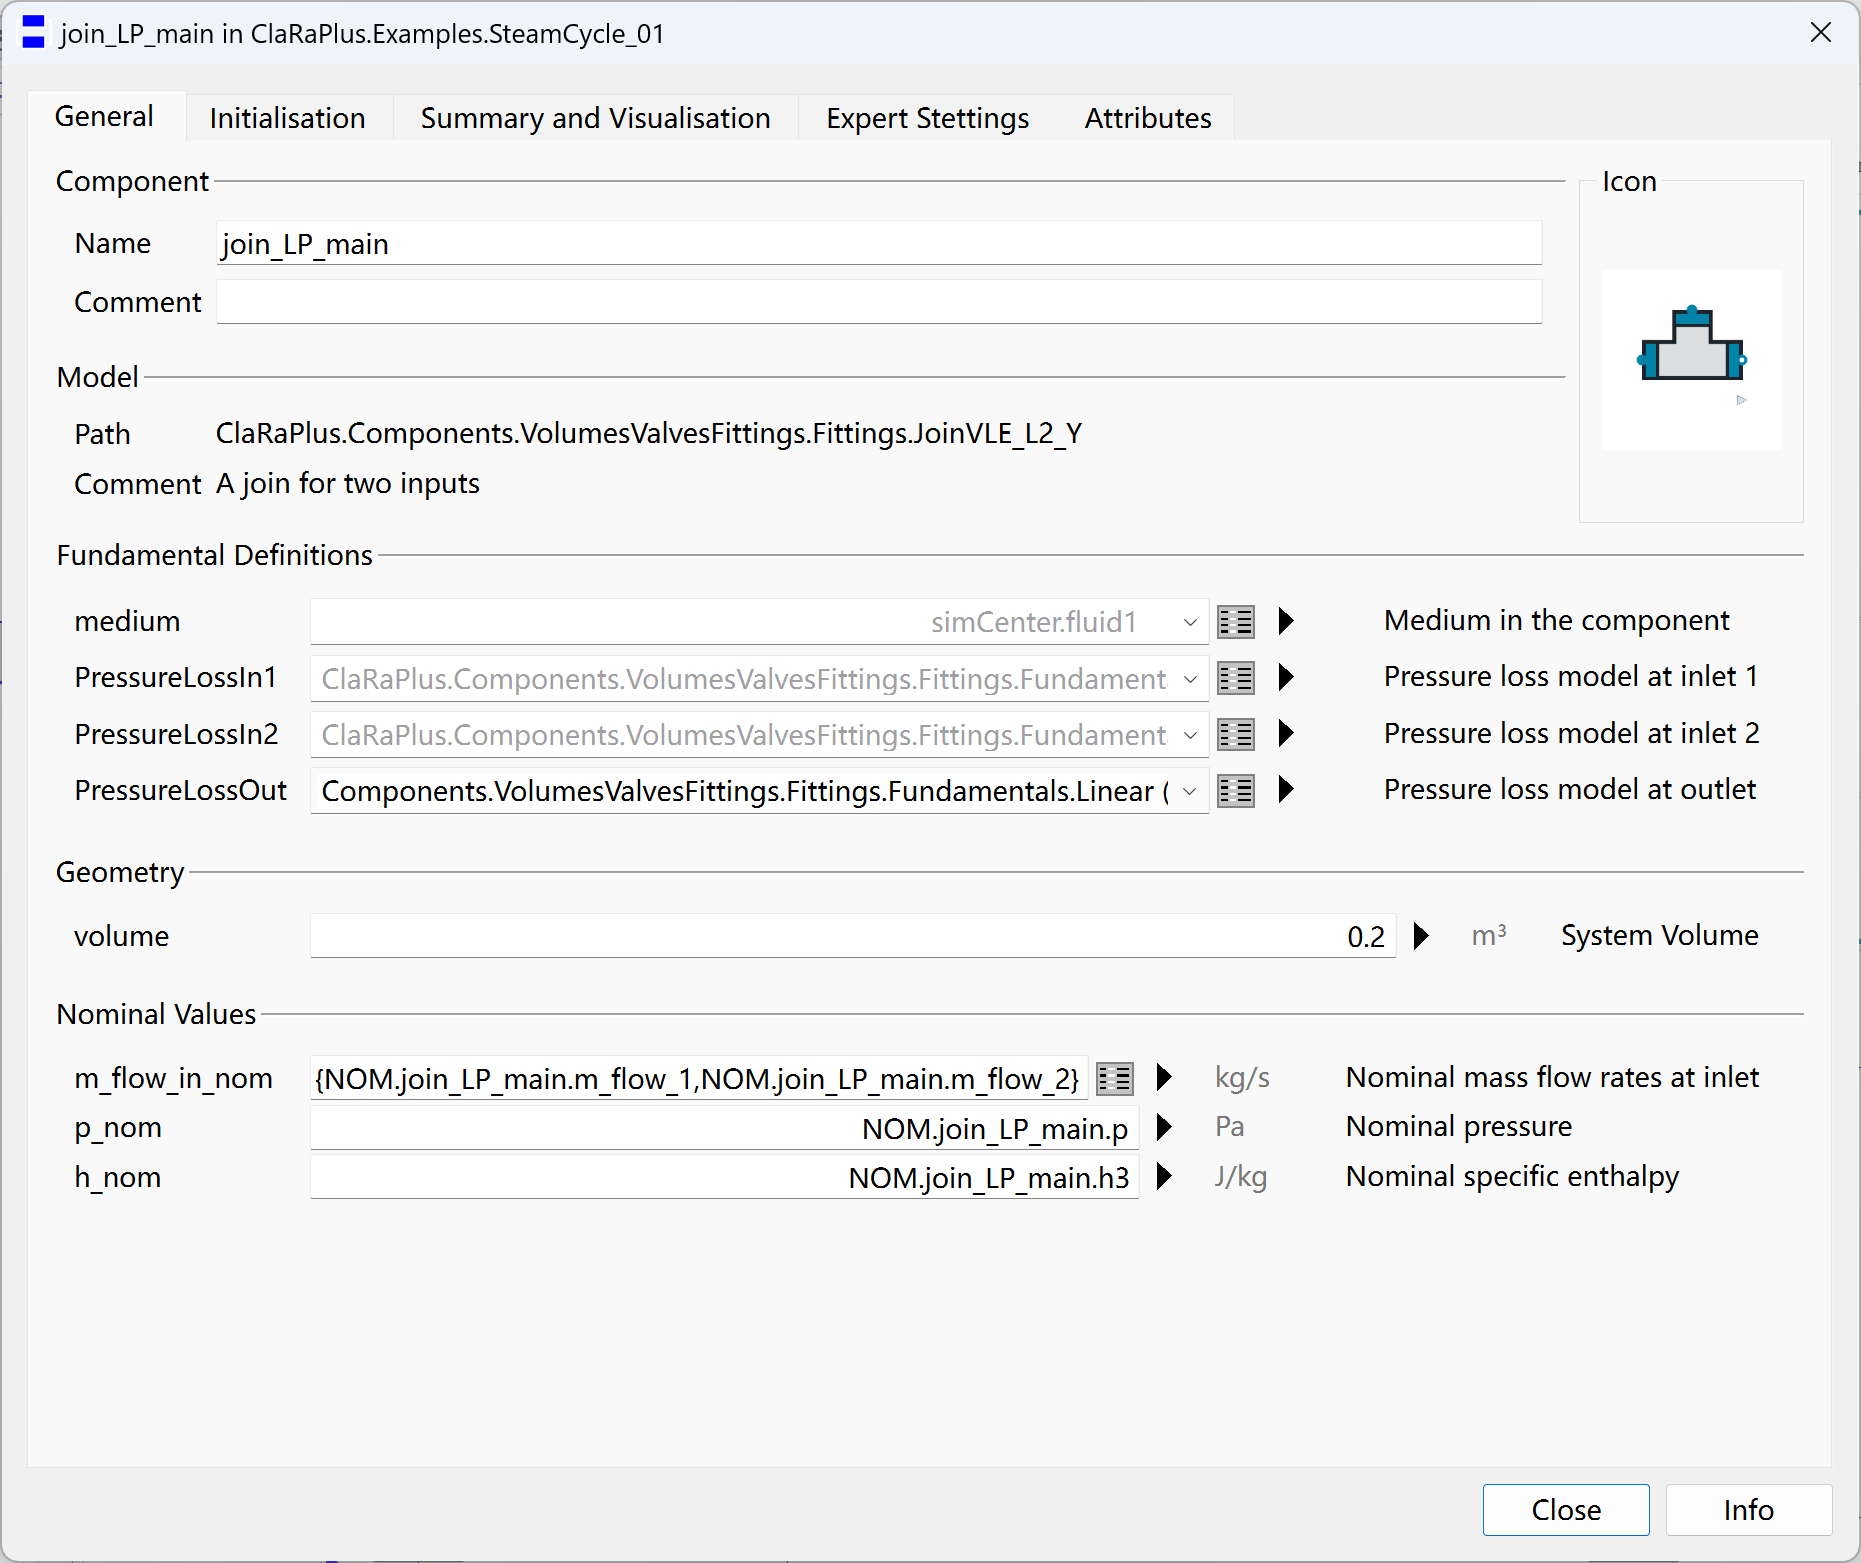 join_LP_main in ClaRaPlus.Examples.SteamCycle_01
General Initialisation Summary and Visualisation Expert Stettings Attributes
Component
Icon
Name join_LP_main
Comment
Model
Path ClaRaPlus.Components.VolumesValvesFittings.Fittings.JoinVLE_L2_Y
Comment A join for two inputs
Fundamental Definitions
medium simCenter.fluid1 Medium in the component
PressureLossIn1 ClaRaPlus.Components.VolumesValvesFittings.Fittings.Fundament Pressure loss model at inlet 1
PressureLossIn2 ClaRaPlus.Components.VolumesValvesFittings.Fittings.Fundament Pressure loss model at inlet 2
PressureLossOut Components.VolumesValvesFittings.Fittings.Fundamentals.Linear ( Pressure loss model at outlet
Geometry
volume 0.2 m³ System Volume
Nominal Values
m_flow_in_nom {NOM.join_LP_main.m_flow_1,NOM.join_LP_main.m_flow_2} kg/s Nominal mass flow rates at inlet
p_nom NOM.join_LP_main.p Pa Nominal pressure
h_nom NOM.join_LP_main.h3 J/kg Nominal specific enthalpy
Close Info